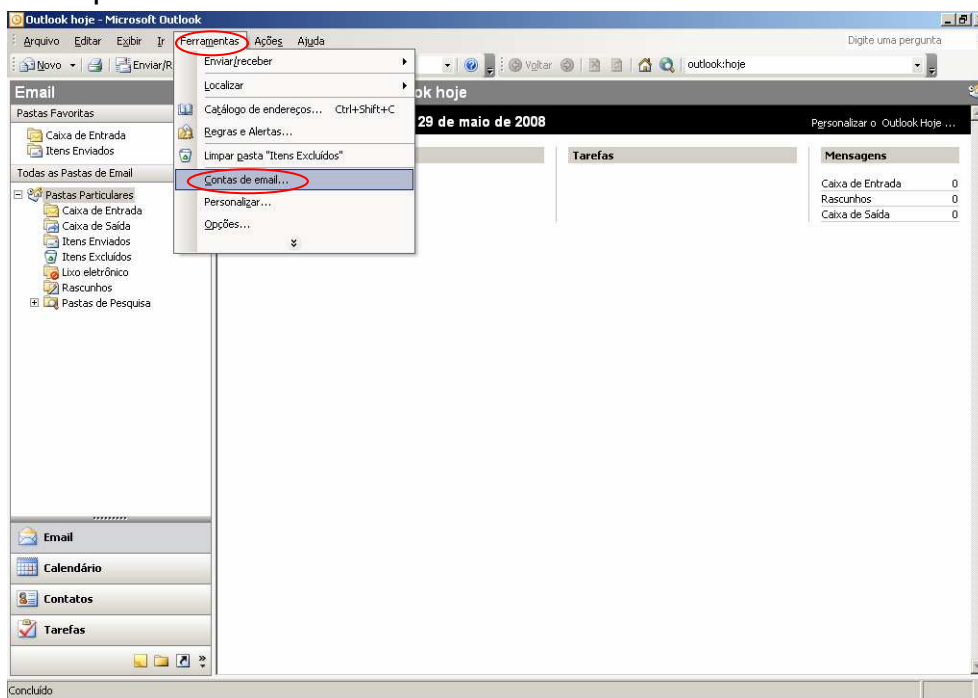 Outlook hoje - Microsoft Outlook
Arquivo Editar Exibir Ir Ferramentas Ações Ajuda
Digite uma pergunta
Novo Enviar/R Voltar outlook:hoje
Enviar/receber
Localizar
Catálogo de endereços... Ctrl+Shift+C
Regras e Alertas...
Limpar pasta "Itens Excluídos"
Contas de email...
Personalizar...
Opções...
Email
ok hoje
Pastas Favoritas
Caixa de Entrada
Itens Enviados
Todas as Pastas de Email
Pastas Particulares
Caixa de Entrada
Caixa de Saída
Itens Enviados
Itens Excluídos
Lixo eletrônico
Rascunhos
Pastas de Pesquisa
29 de maio de 2008
Personalizar o Outlook Hoje ...
Tarefas
Mensagens
Caixa de Entrada 0
Rascunhos 0
Caixa de Saída 0
Email
Calendário
Contatos
Tarefas
Concluído